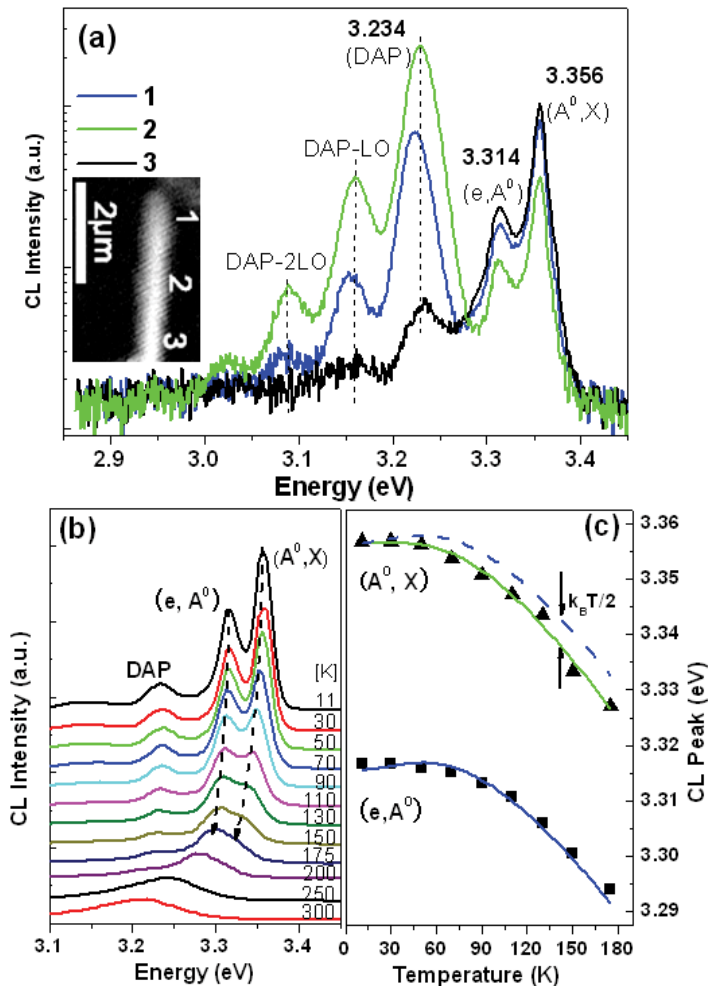 (a)
3.234
(DAP)
3.356
(A⁰,X)
1
2
3
DAP-LO
3.314
(e,A⁰)
DAP-2LO
2μm
1
2
3
CL Intensity (a.u.)
2.9 3.0 3.1 3.2 3.3 3.4
Energy (eV)
(b)
(A⁰,X)
(e, A⁰)
DAP
[K]
11
30
50
70
90
110
130
150
175
200
250
300
CL Intensity (a.u.)
3.1 3.2 3.3 3.4
Energy (eV)
(c)
(A⁰, X)
k_BT/2
(e,A⁰)
3.36
3.35
3.34
3.33
3.32
3.31
3.30
3.29
CL Peak (eV)
0 30 60 90 120 150 180
Temperature (K)